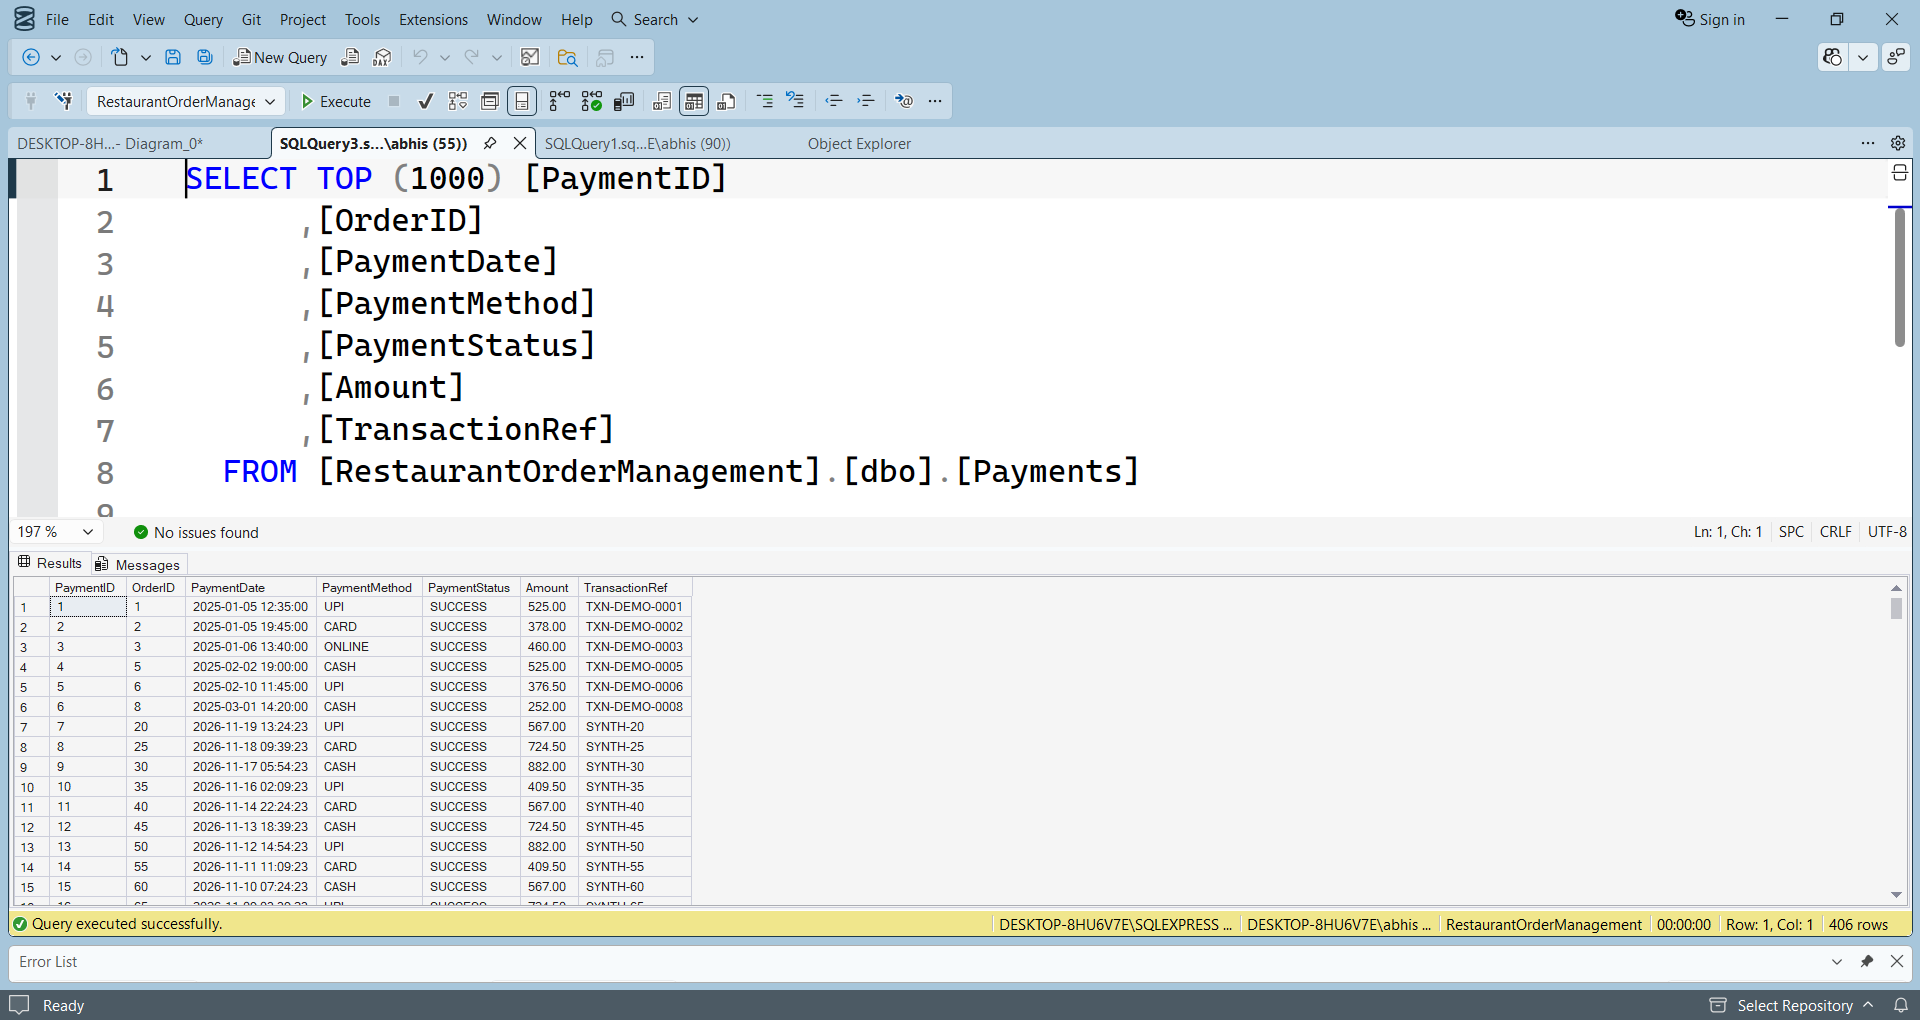 File Edit View Query Git Project Tools Extensions Window Help Search Sign in
New Query
RestaurantOrderManage Execute
DESKTOP-8H...- Diagram_0* SQLQuery3.s...\abhis (55)) SQLQuery1.sq...E\abhis (90)) Object Explorer
1 SELECT TOP (1000) [PaymentID]
2 ,[OrderID]
3 ,[PaymentDate]
4 ,[PaymentMethod]
5 ,[PaymentStatus]
6 ,[Amount]
7 ,[TransactionRef]
8 FROM [RestaurantOrderManagement].[dbo].[Payments]
9
197 % No issues found Ln: 1, Ch: 1 SPC CRLF UTF-8
Results Messages
PaymentID OrderID PaymentDate PaymentMethod PaymentStatus Amount TransactionRef
1 1 1 2025-01-05 12:35:00 UPI SUCCESS 525.00 TXN-DEMO-0001
2 2 2 2025-01-05 19:45:00 CARD SUCCESS 378.00 TXN-DEMO-0002
3 3 3 2025-01-06 13:40:00 ONLINE SUCCESS 460.00 TXN-DEMO-0003
4 4 5 2025-02-02 19:00:00 CASH SUCCESS 525.00 TXN-DEMO-0005
5 5 6 2025-02-10 11:45:00 UPI SUCCESS 376.50 TXN-DEMO-0006
6 6 8 2025-03-01 14:20:00 CASH SUCCESS 252.00 TXN-DEMO-0008
7 7 20 2026-11-19 13:24:23 UPI SUCCESS 567.00 SYNTH-20
8 8 25 2026-11-18 09:39:23 CARD SUCCESS 724.50 SYNTH-25
9 9 30 2026-11-17 05:54:23 CASH SUCCESS 882.00 SYNTH-30
10 10 35 2026-11-16 02:09:23 UPI SUCCESS 409.50 SYNTH-35
11 11 40 2026-11-14 22:24:23 CARD SUCCESS 567.00 SYNTH-40
12 12 45 2026-11-13 18:39:23 CASH SUCCESS 724.50 SYNTH-45
13 13 50 2026-11-12 14:54:23 UPI SUCCESS 882.00 SYNTH-50
14 14 55 2026-11-11 11:09:23 CARD SUCCESS 409.50 SYNTH-55
15 15 60 2026-11-10 07:24:23 CASH SUCCESS 567.00 SYNTH-60
Query executed successfully. DESKTOP-8HU6V7E\SQLEXPRESS ... DESKTOP-8HU6V7E\abhis ... RestaurantOrderManagement 00:00:00 Row: 1, Col: 1 406 rows
Error List
Ready Select Repository